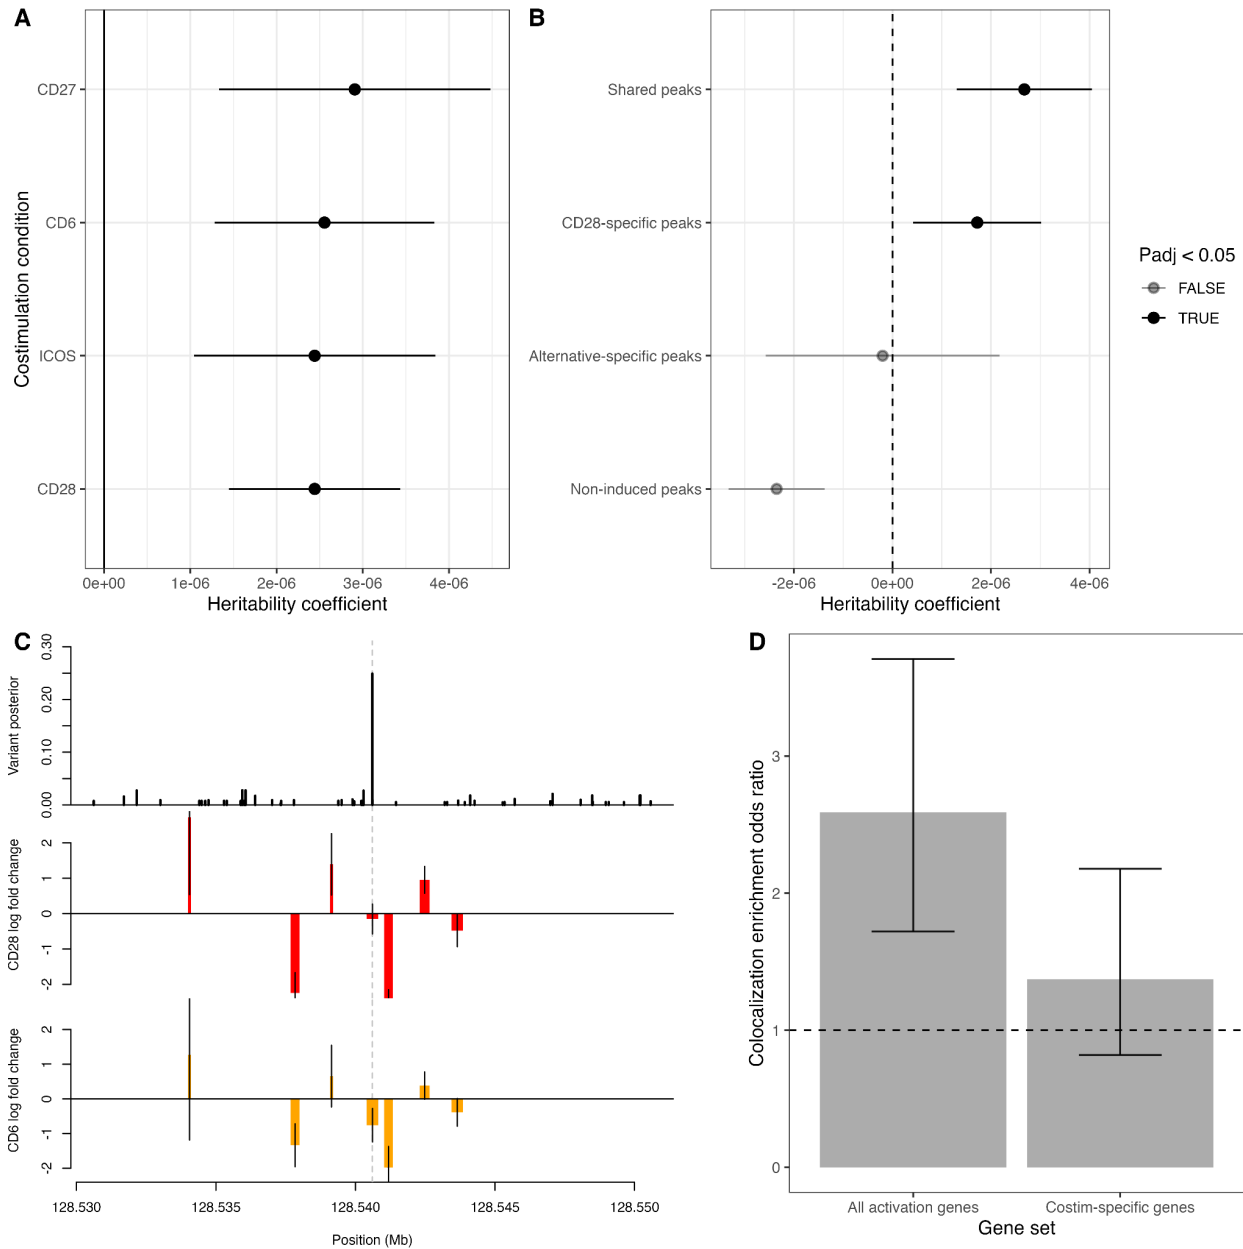 A
CD27
CD6
ICOS
CD28
Costimulation condition
0e+00 1e-06 2e-06 3e-06 4e-06
Heritability coefficient
B
Shared peaks
CD28-specific peaks
Alternative-specific peaks
Non-induced peaks
-2e-06 0e+00 2e-06 4e-06
Heritability coefficient
Padj < 0.05
FALSE
TRUE
C
Variant posterior
0.30
0.20
0.10
0.00
CD28 log fold change
2
1
0
-1
-2
CD6 log fold change
2
1
0
-1
-2
128.530 128.535 128.540 128.545 128.550
Position (Mb)
D
Colocalization enrichment odds ratio
3
2
1
0
All activation genes Costim-specific genes
Gene set